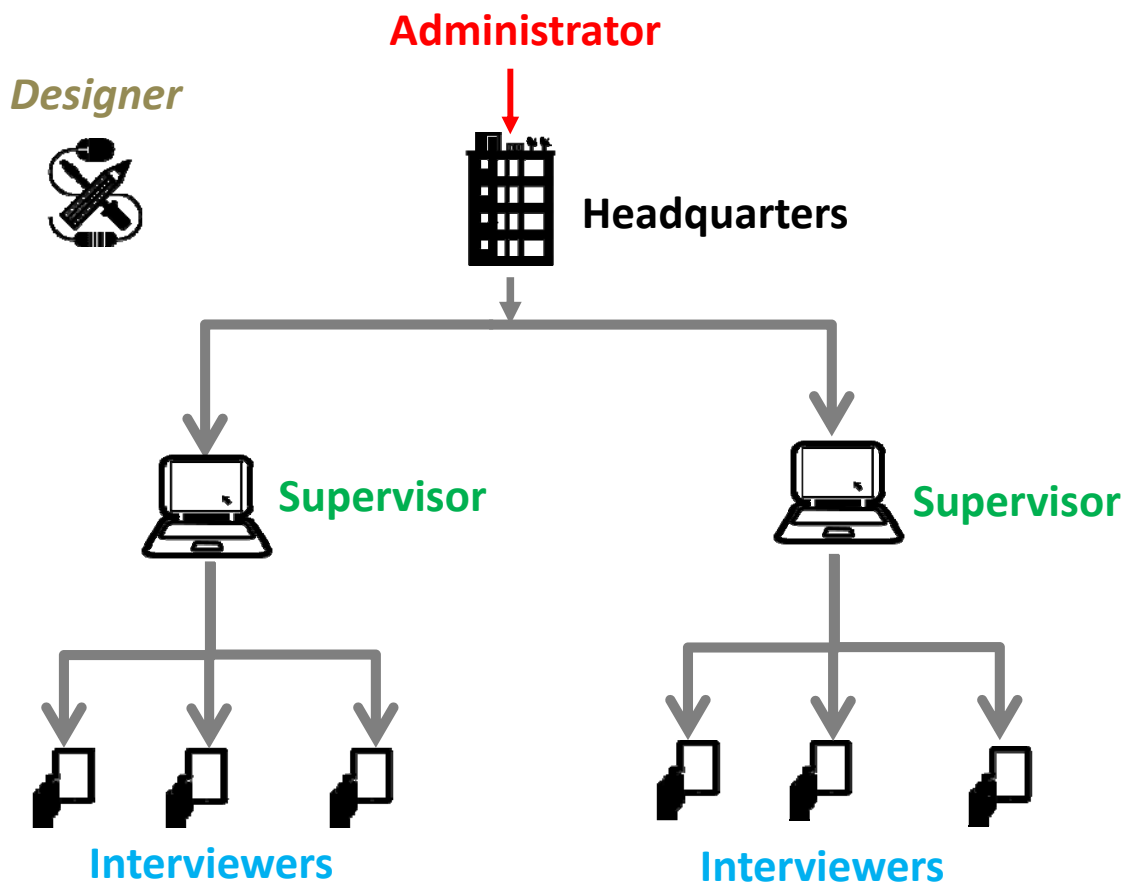 Administrator
Designer
Headquarters
Supervisor
Supervisor
Interviewers
Interviewers